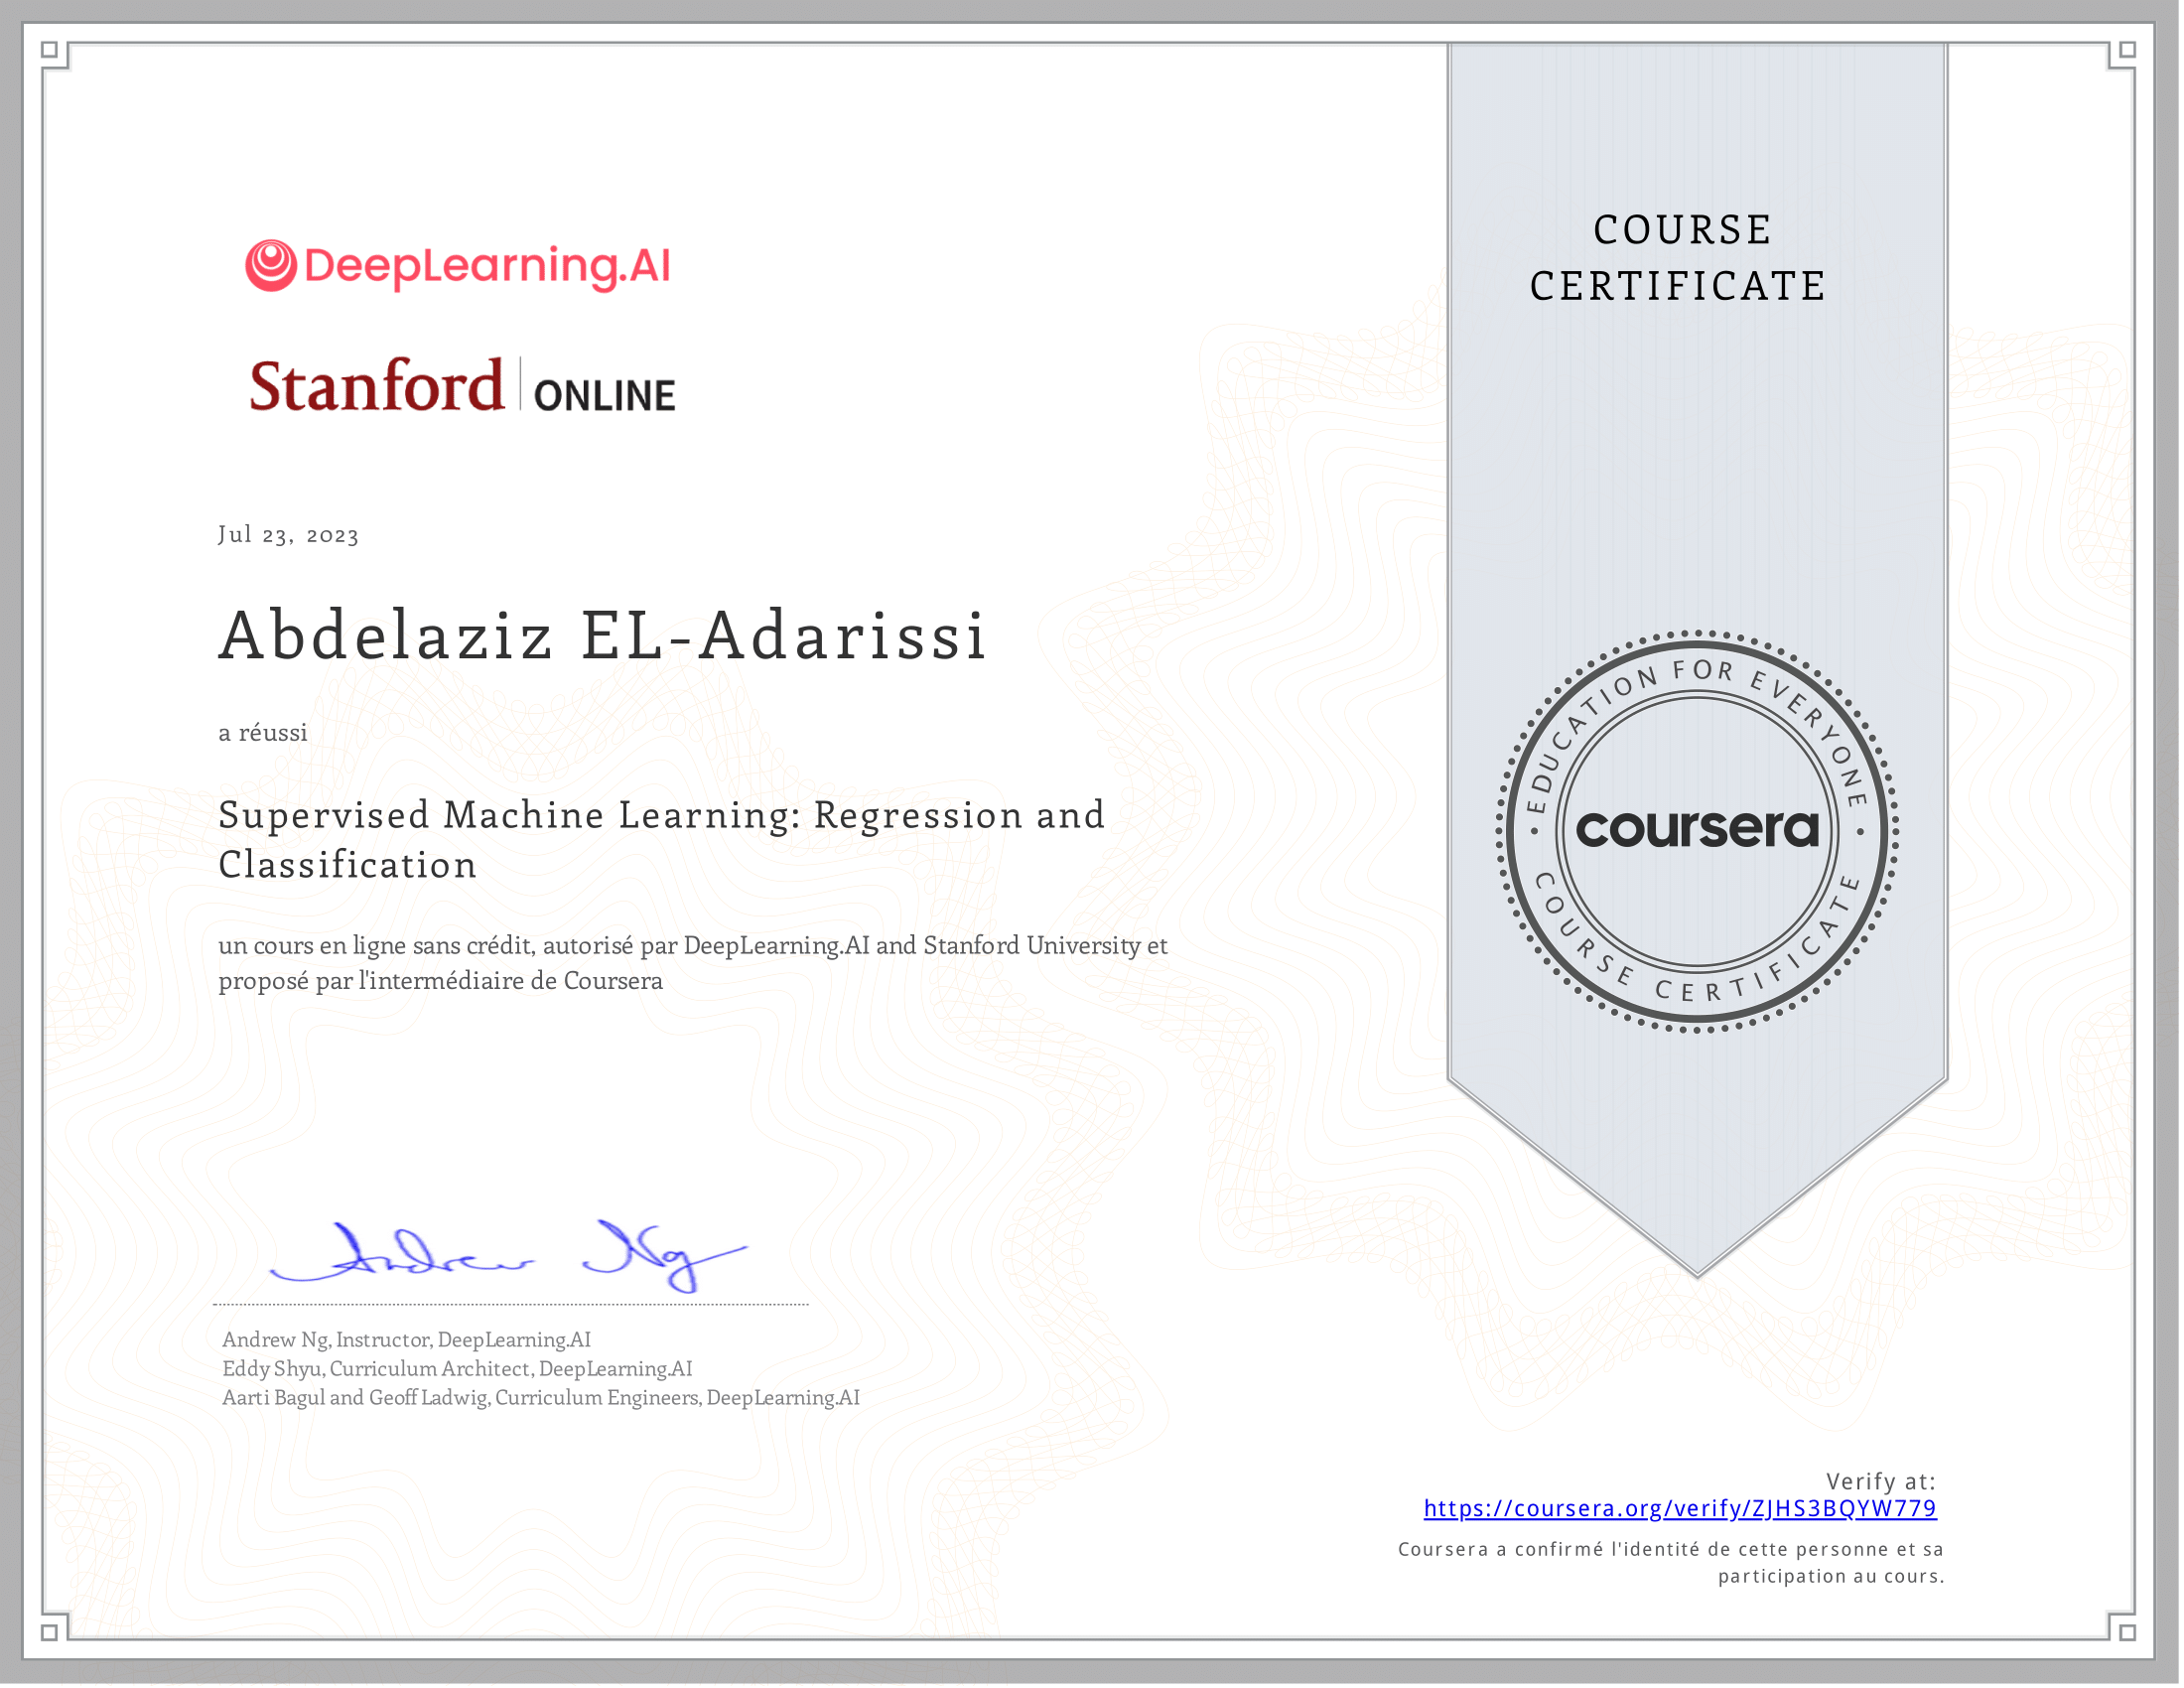 DeepLearning.AI
Stanford ONLINE
COURSE
CERTIFICATE
Jul 23, 2023
Abdelaziz EL-Adarissi
a réussi
Supervised Machine Learning: Regression and
Classification
un cours en ligne sans crédit, autorisé par DeepLearning.AI and Stanford University et
proposé par l'intermédiaire de Coursera
EDUCATION FOR EVERYONE
coursera
COURSE CERTIFICATE
Andrew Ng
Andrew Ng, Instructor, DeepLearning.AI
Eddy Shyu, Curriculum Architect, DeepLearning.AI
Aarti Bagul and Geoff Ladwig, Curriculum Engineers, DeepLearning.AI
Verify at:
https://coursera.org/verify/ZJHS3BQYW779
Coursera a confirmé l'identité de cette personne et sa
participation au cours.